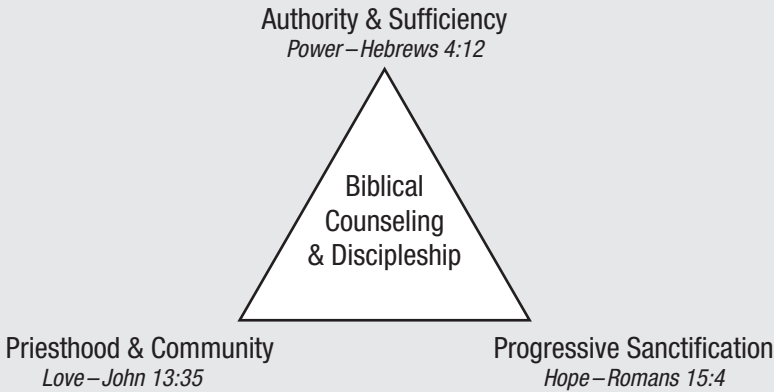 Authority & Sufficiency
Power – Hebrews 4:12
Biblical
Counseling
& Discipleship
Priesthood & Community
Love – John 13:35
Progressive Sanctification
Hope – Romans 15:4